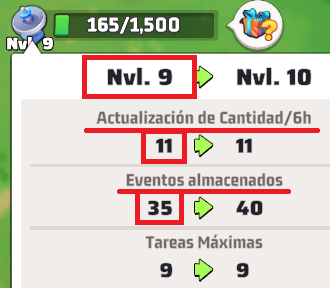 165/1,500
Nvl. 9
Nvl. 9 Nvl. 10
Actualización de Cantidad/6h
11 11
Eventos almacenados
35 40
Tareas Máximas
9 9